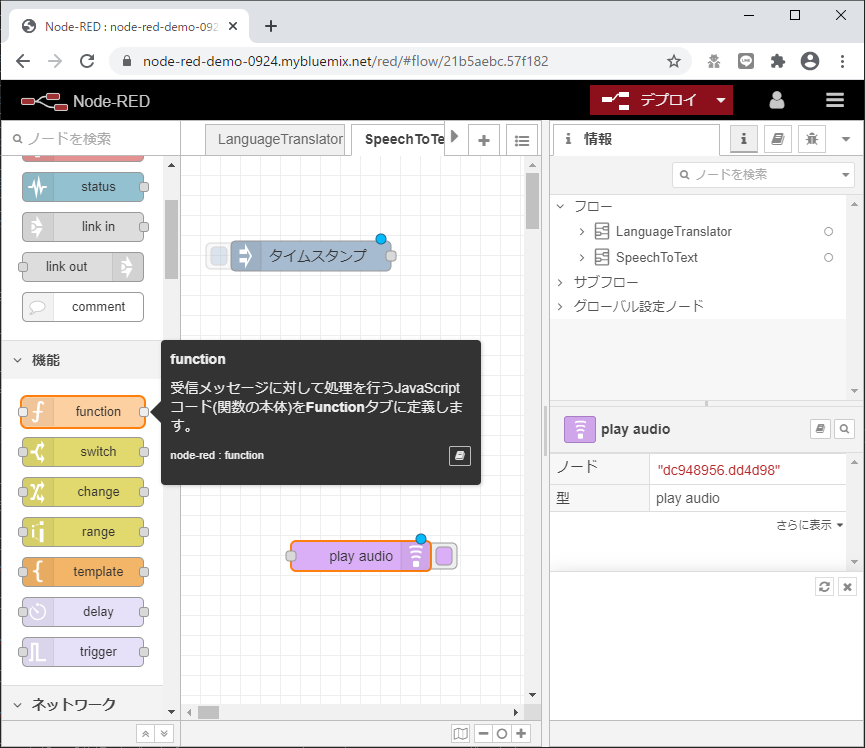 Node-RED : node-red-demo-092
node-red-demo-0924.mybluemix.net/red/#flow/21b5aebc.57f182
Node-RED
デプロイ
ノードを検索
status
link in
link out
comment
機能
function
switch
change
range
template
delay
trigger
ネットワーク
LanguageTranslator
SpeechToTe
タイムスタンプ
function
受信メッセージに対して処理を行うJavaScript
コード(関数の本体)をFunctionタブに定義しま
す。
node-red : function
play audio
情報
ノードを検索
フロー
LanguageTranslator
SpeechToText
サブフロー
グローバル設定ノード
play audio
ノード "dc948956.dd4d98"
型 play audio
さらに表示